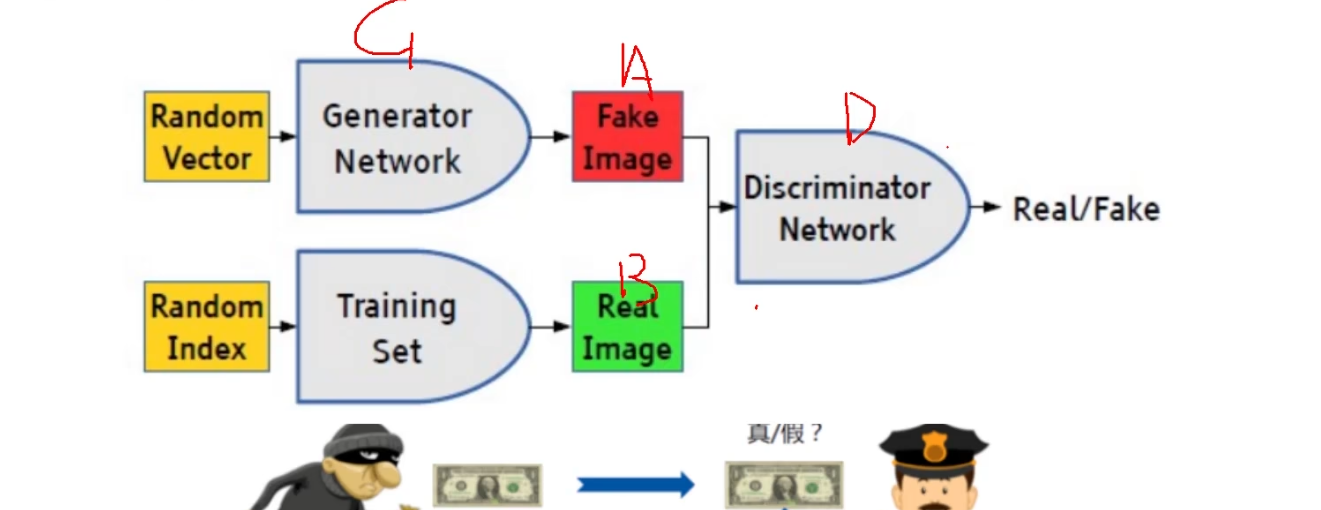 G
A
Random
Vector
Generator
Network
Fake
Image
D
Discriminator
Network
Real/Fake
B
Random
Index
Training
Set
Real
Image
真/假？